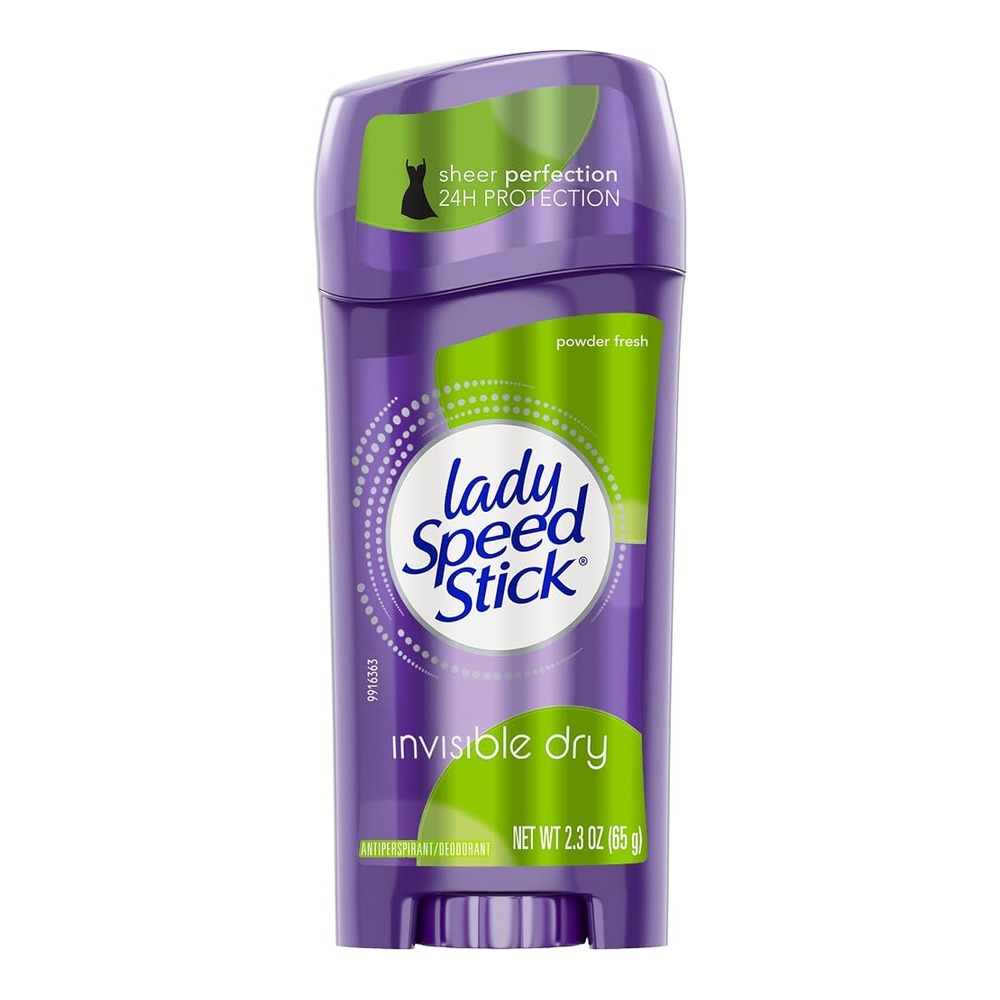 sheer perfection
24H PROTECTION
powder fresh
lady
Speed
Stick®
9916363
invisible dry
ANTIPERSPIRANT/DEODORANT
NET WT 2.3 OZ (65 g)